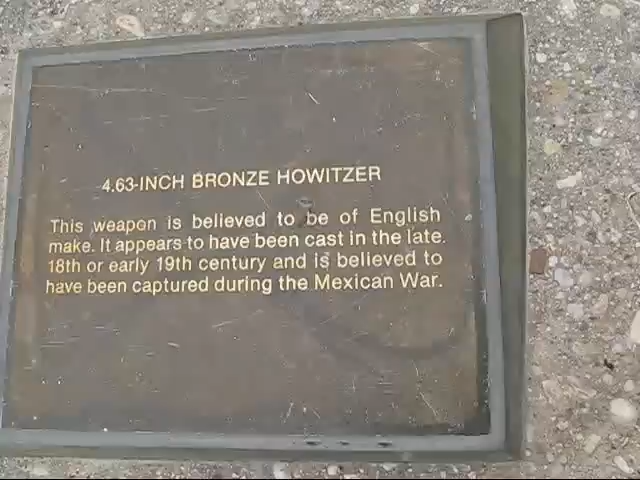 4.63-INCH BRONZE HOWITZER
This weapon is believed to be of English
make. It appears to have been cast in the late
18th or early 19th century and is believed to
have been captured during the Mexican War.